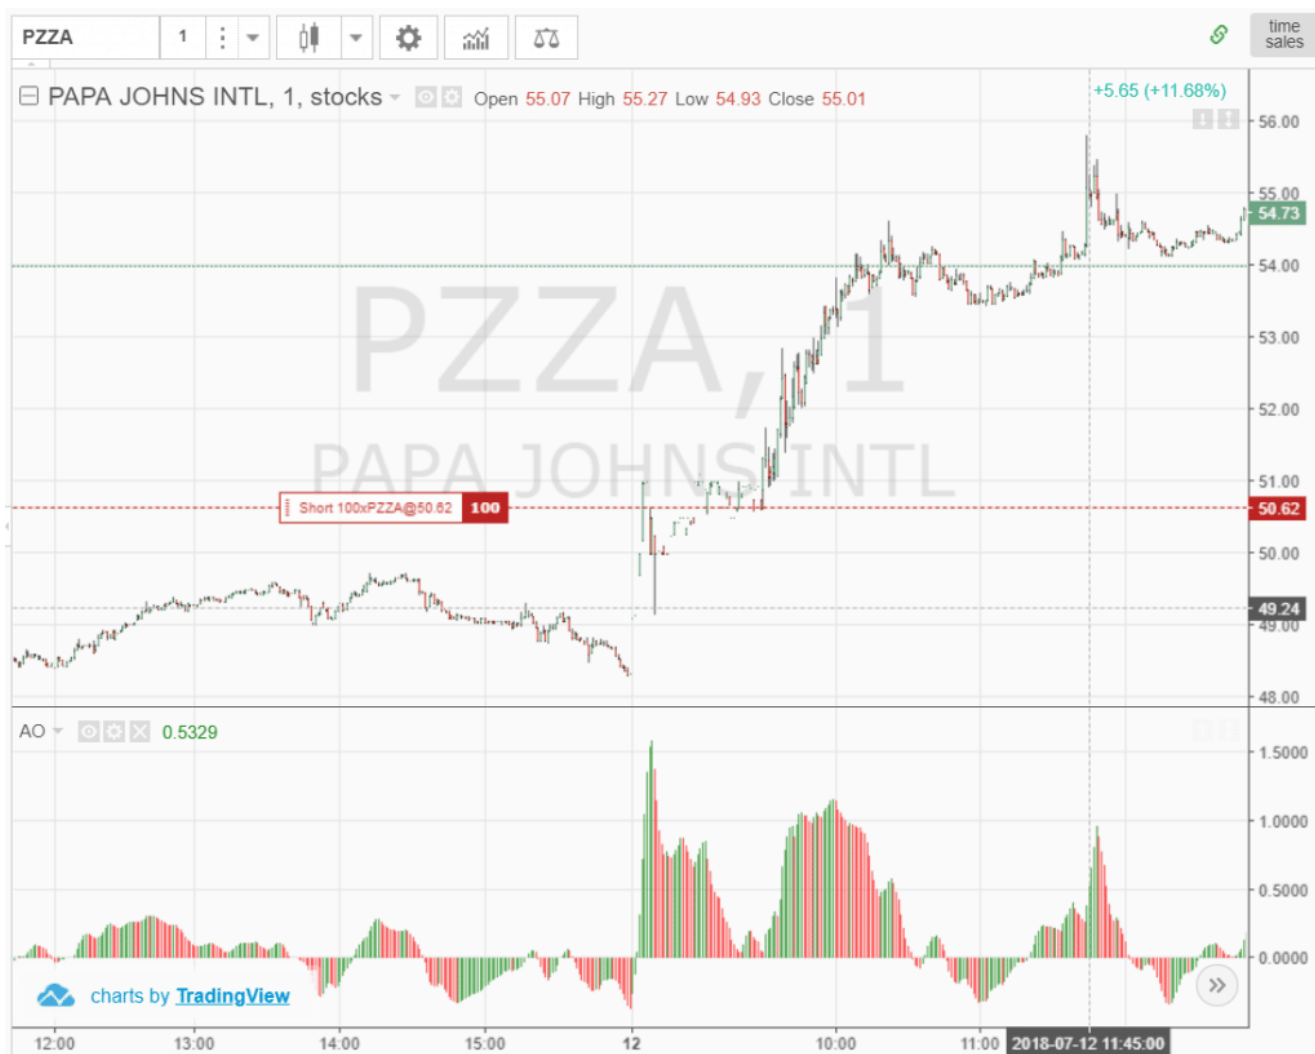 PZZA 1 time
sales
PAPA JOHNS INTL, 1, stocks Open 55.07 High 55.27 Low 54.93 Close 55.01
+5.65 (+11.68%)
56.00
55.00
54.73
54.00
53.00
PZZA, 1
52.00
PAPA JOHNS INTL
51.00
Short 100xPZZA@50.62 100
50.62
50.00
49.24
49.00
48.00
AO 0.5329
1.5000
1.0000
0.5000
0.0000
charts by TradingView
12:00 13:00 14:00 15:00 12 10:00 11:00 2018-07-12 11:45:00